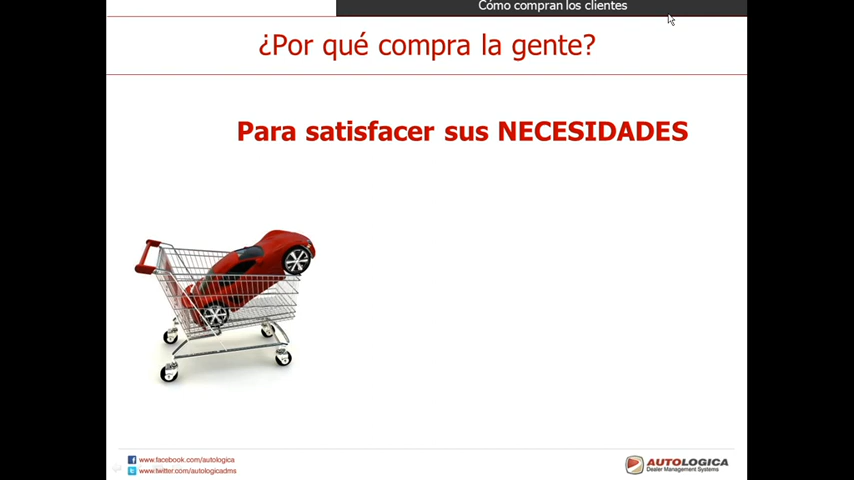 Cómo compran los clientes
¿Por qué compra la gente?
Para satisfacer sus NECESIDADES
www.facebook.com/autologica
www.twitter.com/autologicadms
AUTOLOGICA
Dealer Management Systems